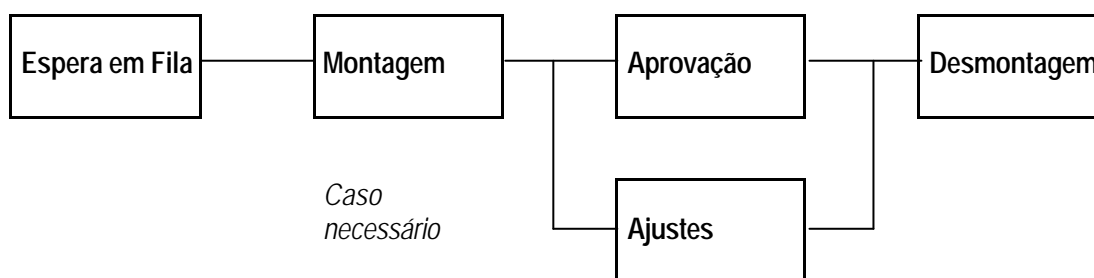 Espera em Fila
Montagem
Aprovação
Desmontagem
Caso
necessário
Ajustes